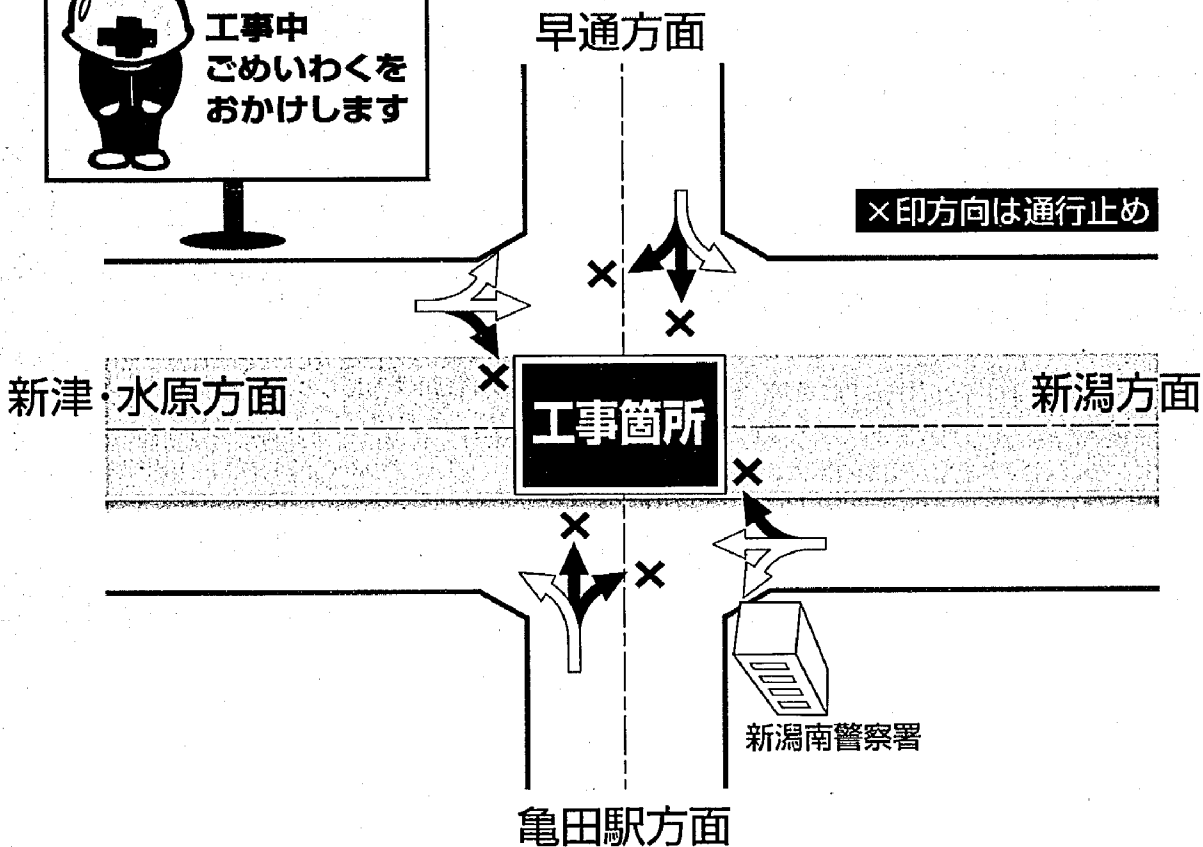 工事中
ごめいわくを
おかけします
早通方面
×印方向は通行止め
新津・水原方面
新潟方面
工事箇所
新潟南警察署
亀田駅方面